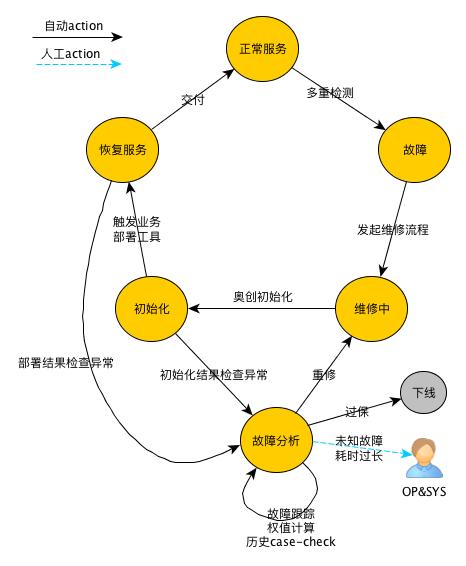 自动action
人工action
正常服务
交付
多重检测
恢复服务
故障
触发业务
部署工具
发起维修流程
奥创初始化
初始化
维修中
部署结果检查异常
初始化结果检查异常
重修
下线
过保
故障分析
未知故障
耗时过长
OP&SYS
故障跟踪
权值计算
历史case-check